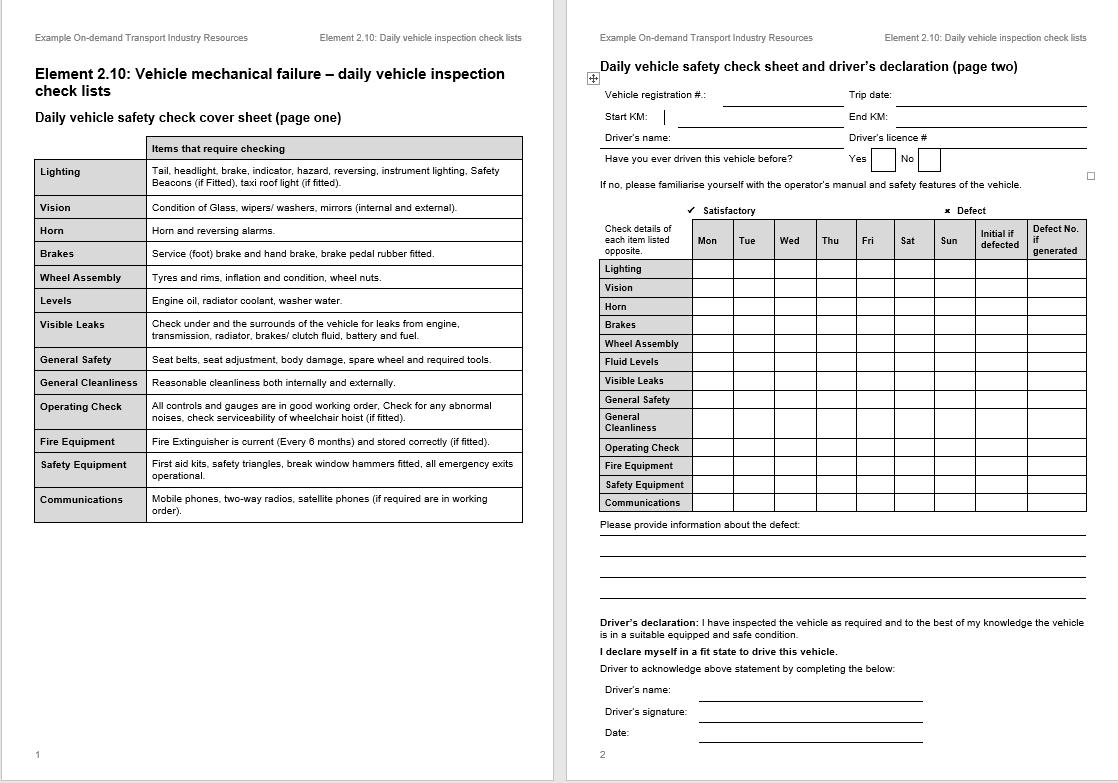 Example On-demand Transport Industry Resources Element 2.10: Daily vehicle inspection check lists
Element 2.10: Vehicle mechanical failure – daily vehicle inspection
check lists
Daily vehicle safety check cover sheet (page one)
Items that require checking
Lighting Tail, headlight, brake, indicator, hazard, reversing, instrument lighting, Safety
Beacons (if Fitted), taxi roof light (if fitted).
Vision Condition of Glass, wipers/ washers, mirrors (internal and external).
Horn Horn and reversing alarms.
Brakes Service (foot) brake and hand brake, brake pedal rubber fitted.
Wheel Assembly Tyres and rims, inflation and condition, wheel nuts.
Levels Engine oil, radiator coolant, washer water.
Visible Leaks Check under and the surrounds of the vehicle for leaks from engine,
transmission, radiator, brakes/ clutch fluid, battery and fuel.
General Safety Seat belts, seat adjustment, body damage, spare wheel and required tools.
General Cleanliness Reasonable cleanliness both internally and externally.
Operating Check All controls and gauges are in good working order, Check for any abnormal
noises, check serviceability of wheelchair hoist (if fitted).
Fire Equipment Fire Extinguisher is current (Every 6 months) and stored correctly (if fitted).
Safety Equipment First aid kits, safety triangles, break window hammers fitted, all emergency exits
operational.
Communications Mobile phones, two-way radios, satellite phones (if required are in working
order).
1
Example On-demand Transport Industry Resources Element 2.10: Daily vehicle inspection check lists
Daily vehicle safety check sheet and driver's declaration (page two)
Vehicle registration #.: Trip date:
Start KM: End KM:
Driver's name: Driver's licence #
Have you ever driven this vehicle before? Yes No
If no, please familiarise yourself with the operator's manual and safety features of the vehicle.
✔ Satisfactory ✖ Defect
Check details of
each item listed
opposite.
Mon Tue Wed Thu Fri Sat Sun
Initial if
defected
Defect No.
if
generated
Lighting
Vision
Horn
Brakes
Wheel Assembly
Fluid Levels
Visible Leaks
General Safety
General
Cleanliness
Operating Check
Fire Equipment
Safety Equipment
Communications
Please provide information about the defect:
Driver's declaration: I have inspected the vehicle as required and to the best of my knowledge the vehicle
is in a suitable equipped and safe condition.
I declare myself in a fit state to drive this vehicle.
Driver to acknowledge above statement by completing the below:
Driver's name:
Driver's signature:
Date:
2